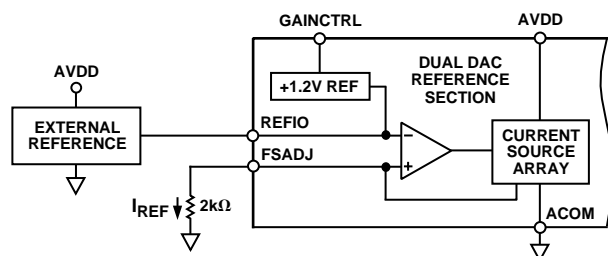 GAINCTRL
AVDD
AVDD
DUAL DAC
REFERENCE
SECTION
+1.2V REF
EXTERNAL
REFERENCE
REFIO
–
CURRENT
SOURCE
ARRAY
FSADJ
+
IREF
2kΩ
ACOM